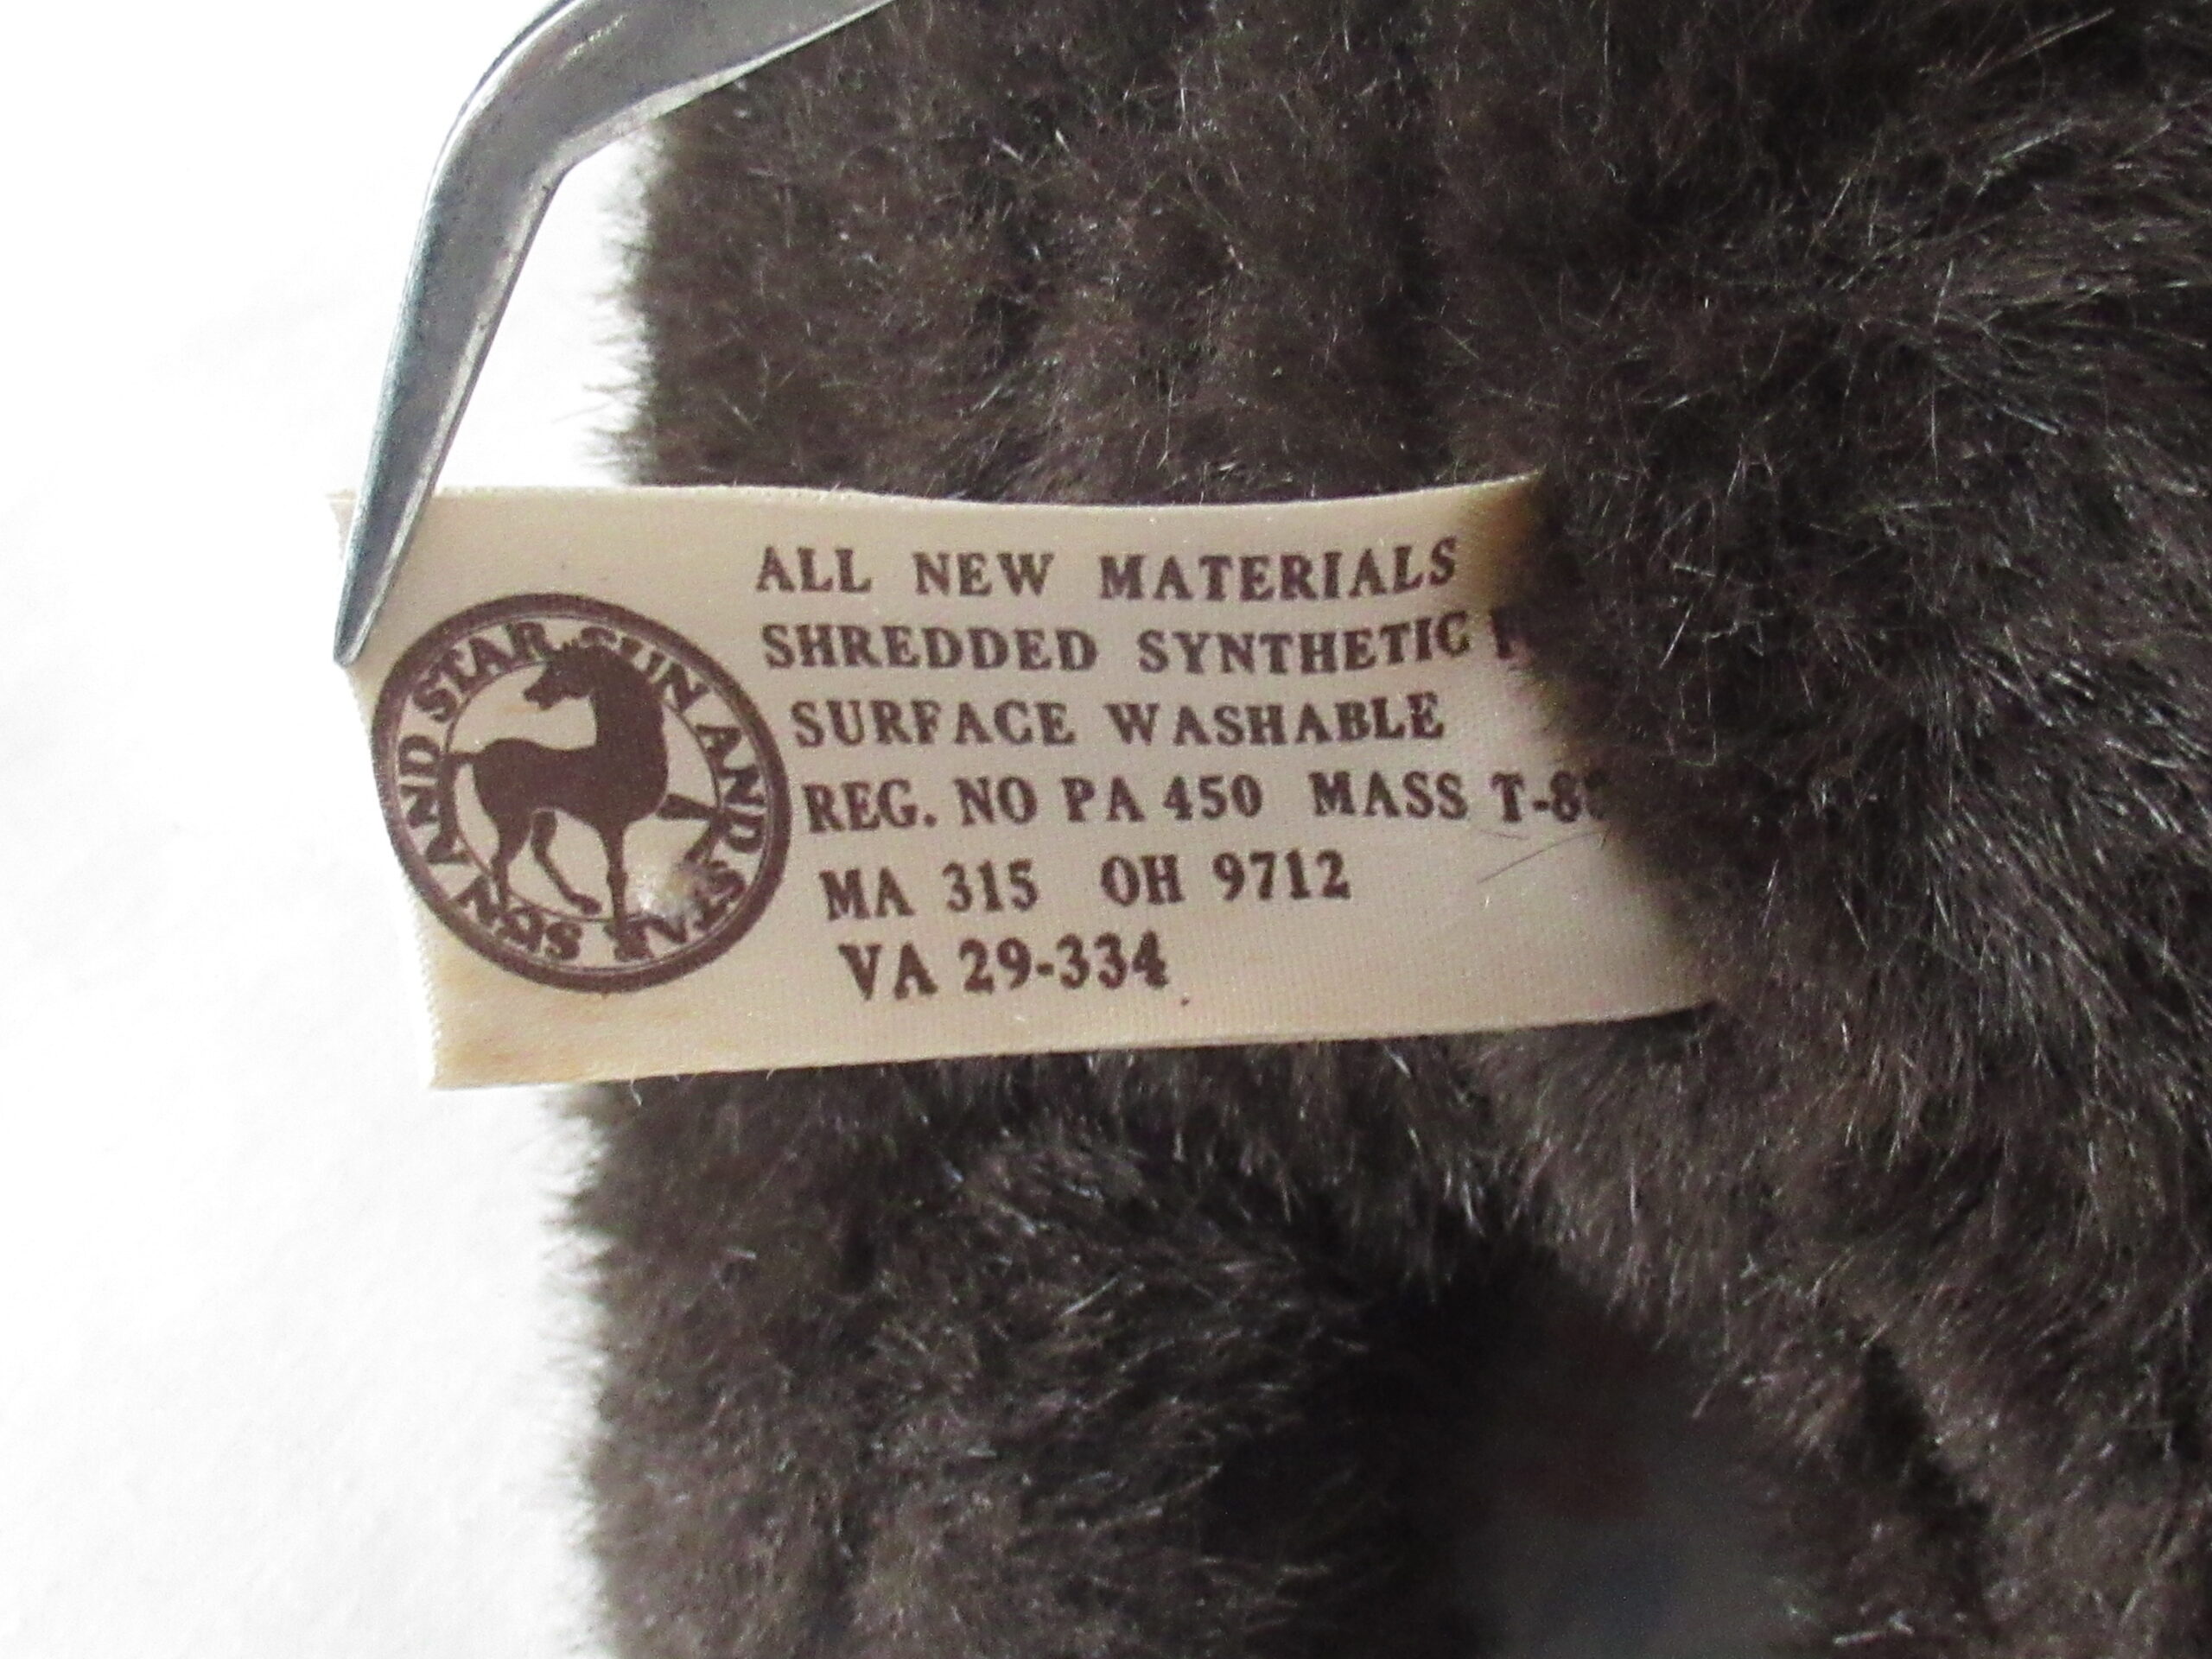 SUN AND STAR SUN AND STAR
ALL NEW MATERIALS
SHREDDED SYNTHETIC
SURFACE WASHABLE
REG. NO PA 450 MASS
MA 315 OH 9712
VA 29-334